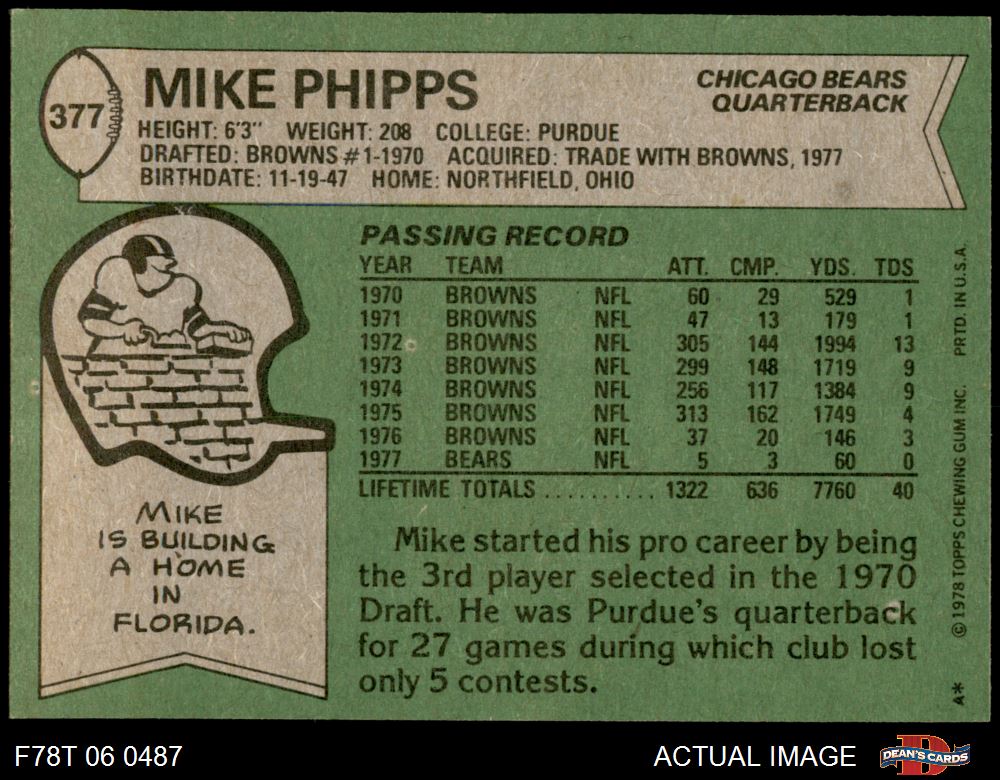 377
MIKE PHIPPS
CHICAGO BEARS
QUARTERBACK
HEIGHT: 6'3" WEIGHT: 208 COLLEGE: PURDUE
DRAFTED: BROWNS #1-1970 ACQUIRED: TRADE WITH BROWNS, 1977
BIRTHDATE: 11-19-47 HOME: NORTHFIELD, OHIO
PASSING RECORD
YEAR TEAM ATT. CMP. YDS. TDS
1970 BROWNS NFL 60 29 529 1
1971 BROWNS NFL 47 13 179 1
1972 BROWNS NFL 305 144 1994 13
1973 BROWNS NFL 299 148 1719 9
1974 BROWNS NFL 256 117 1384 9
1975 BROWNS NFL 313 162 1749 4
1976 BROWNS NFL 37 20 146 3
1977 BEARS NFL 5 3 60 0
LIFETIME TOTALS .......... 1322 636 7760 40
MIKE
IS BUILDING
A HOME
IN
FLORIDA.
Mike started his pro career by being
the 3rd player selected in the 1970
Draft. He was Purdue's quarterback
for 27 games during which club lost
only 5 contests.
A* © 1978 TOPPS CHEWING GUM INC. PRTD. IN U.S.A.
F78T 06 0487
ACTUAL IMAGE
DEAN'S CARDS